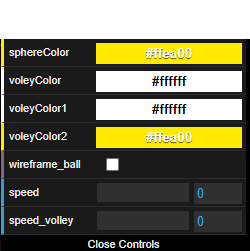 sphereColor #ffea00
voleyColor #ffffff
voleyColor1 #ffffff
voleyColor2 #ffea00
wireframe_ball
speed 0
speed_volley 0
Close Controls